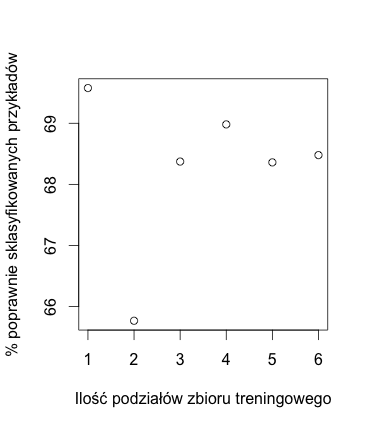 % poprawnie sklasyfikowanych przykładów
69
68
67
66
1 2 3 4 5 6
Ilość podziałów zbioru treningowego